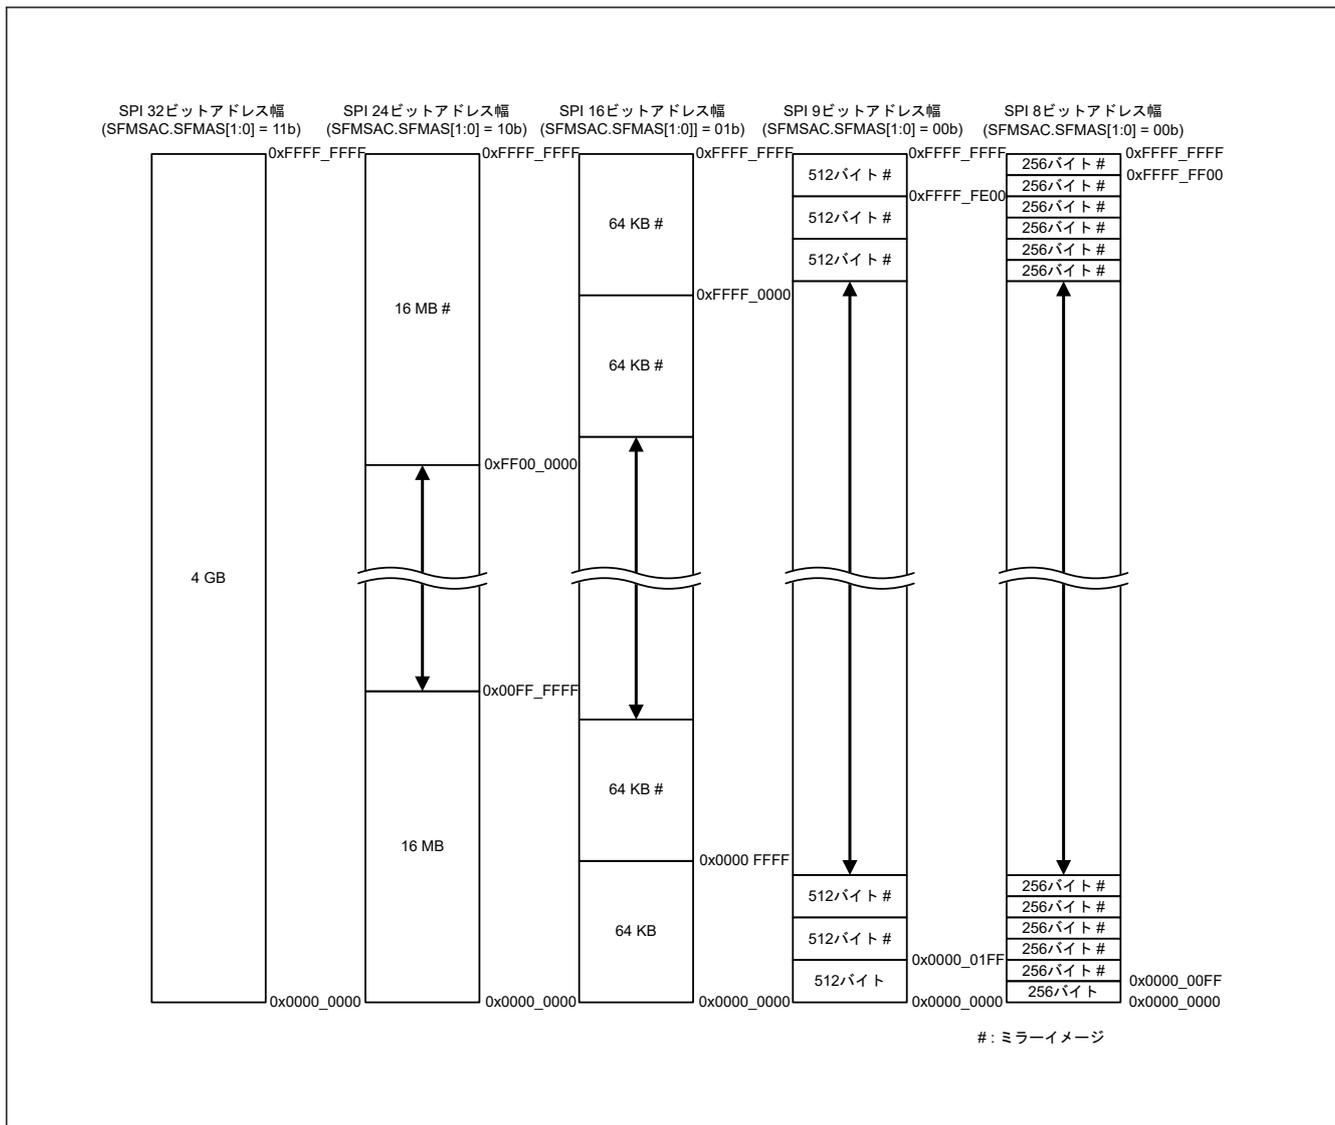 SPI 32ビットアドレス幅
(SFMSAC.SFMAS[1:0] = 11b)
SPI 24ビットアドレス幅
(SFMSAC.SFMAS[1:0] = 10b)
SPI 16ビットアドレス幅
(SFMSAC.SFMAS[1:0]] = 01b)
SPI 9ビットアドレス幅
(SFMSAC.SFMAS[1:0] = 00b)
SPI 8ビットアドレス幅
(SFMSAC.SFMAS[1:0] = 00b)
0xFFFF_FFFF
4 GB
0x0000_0000
0xFFFF_FFFF
16 MB #
0xFF00_0000
0x00FF_FFFF
16 MB
0x0000_0000
0xFFFF_FFFF
64 KB #
0xFFFF_0000
64 KB #
64 KB #
0x0000 FFFF
64 KB
0x0000_0000
0xFFFF_FFFF
512バイト #
0xFFFF_FE00
512バイト #
512バイト #
512バイト #
512バイト #
0x0000_01FF
512バイト
0x0000_0000
0xFFFF_FFFF
256バイト #
0xFFFF_FF00
256バイト #
256バイト #
256バイト #
256バイト #
256バイト #
256バイト #
256バイト #
256バイト #
256バイト #
256バイト #
0x0000_00FF
256バイト
0x0000_0000
# : ミラーイメージ